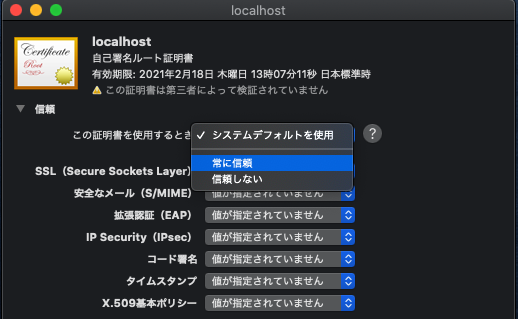 localhost
Certificate
Root
localhost
自己署名ルート証明書
有効期限: 2021年2月18日 木曜日 13時07分11秒 日本標準時
この証明書は第三者によって検証されていません
信頼
この証明書を使用するとき
✓ システムデフォルトを使用
?
常に信頼
信頼しない
SSL（Secure Sockets Layer）
安全なメール（S/MIME） 値が指定されていません
拡張認証（EAP） 値が指定されていません
IP Security（IPsec） 値が指定されていません
コード署名 値が指定されていません
タイムスタンプ 値が指定されていません
X.509基本ポリシー 値が指定されていません